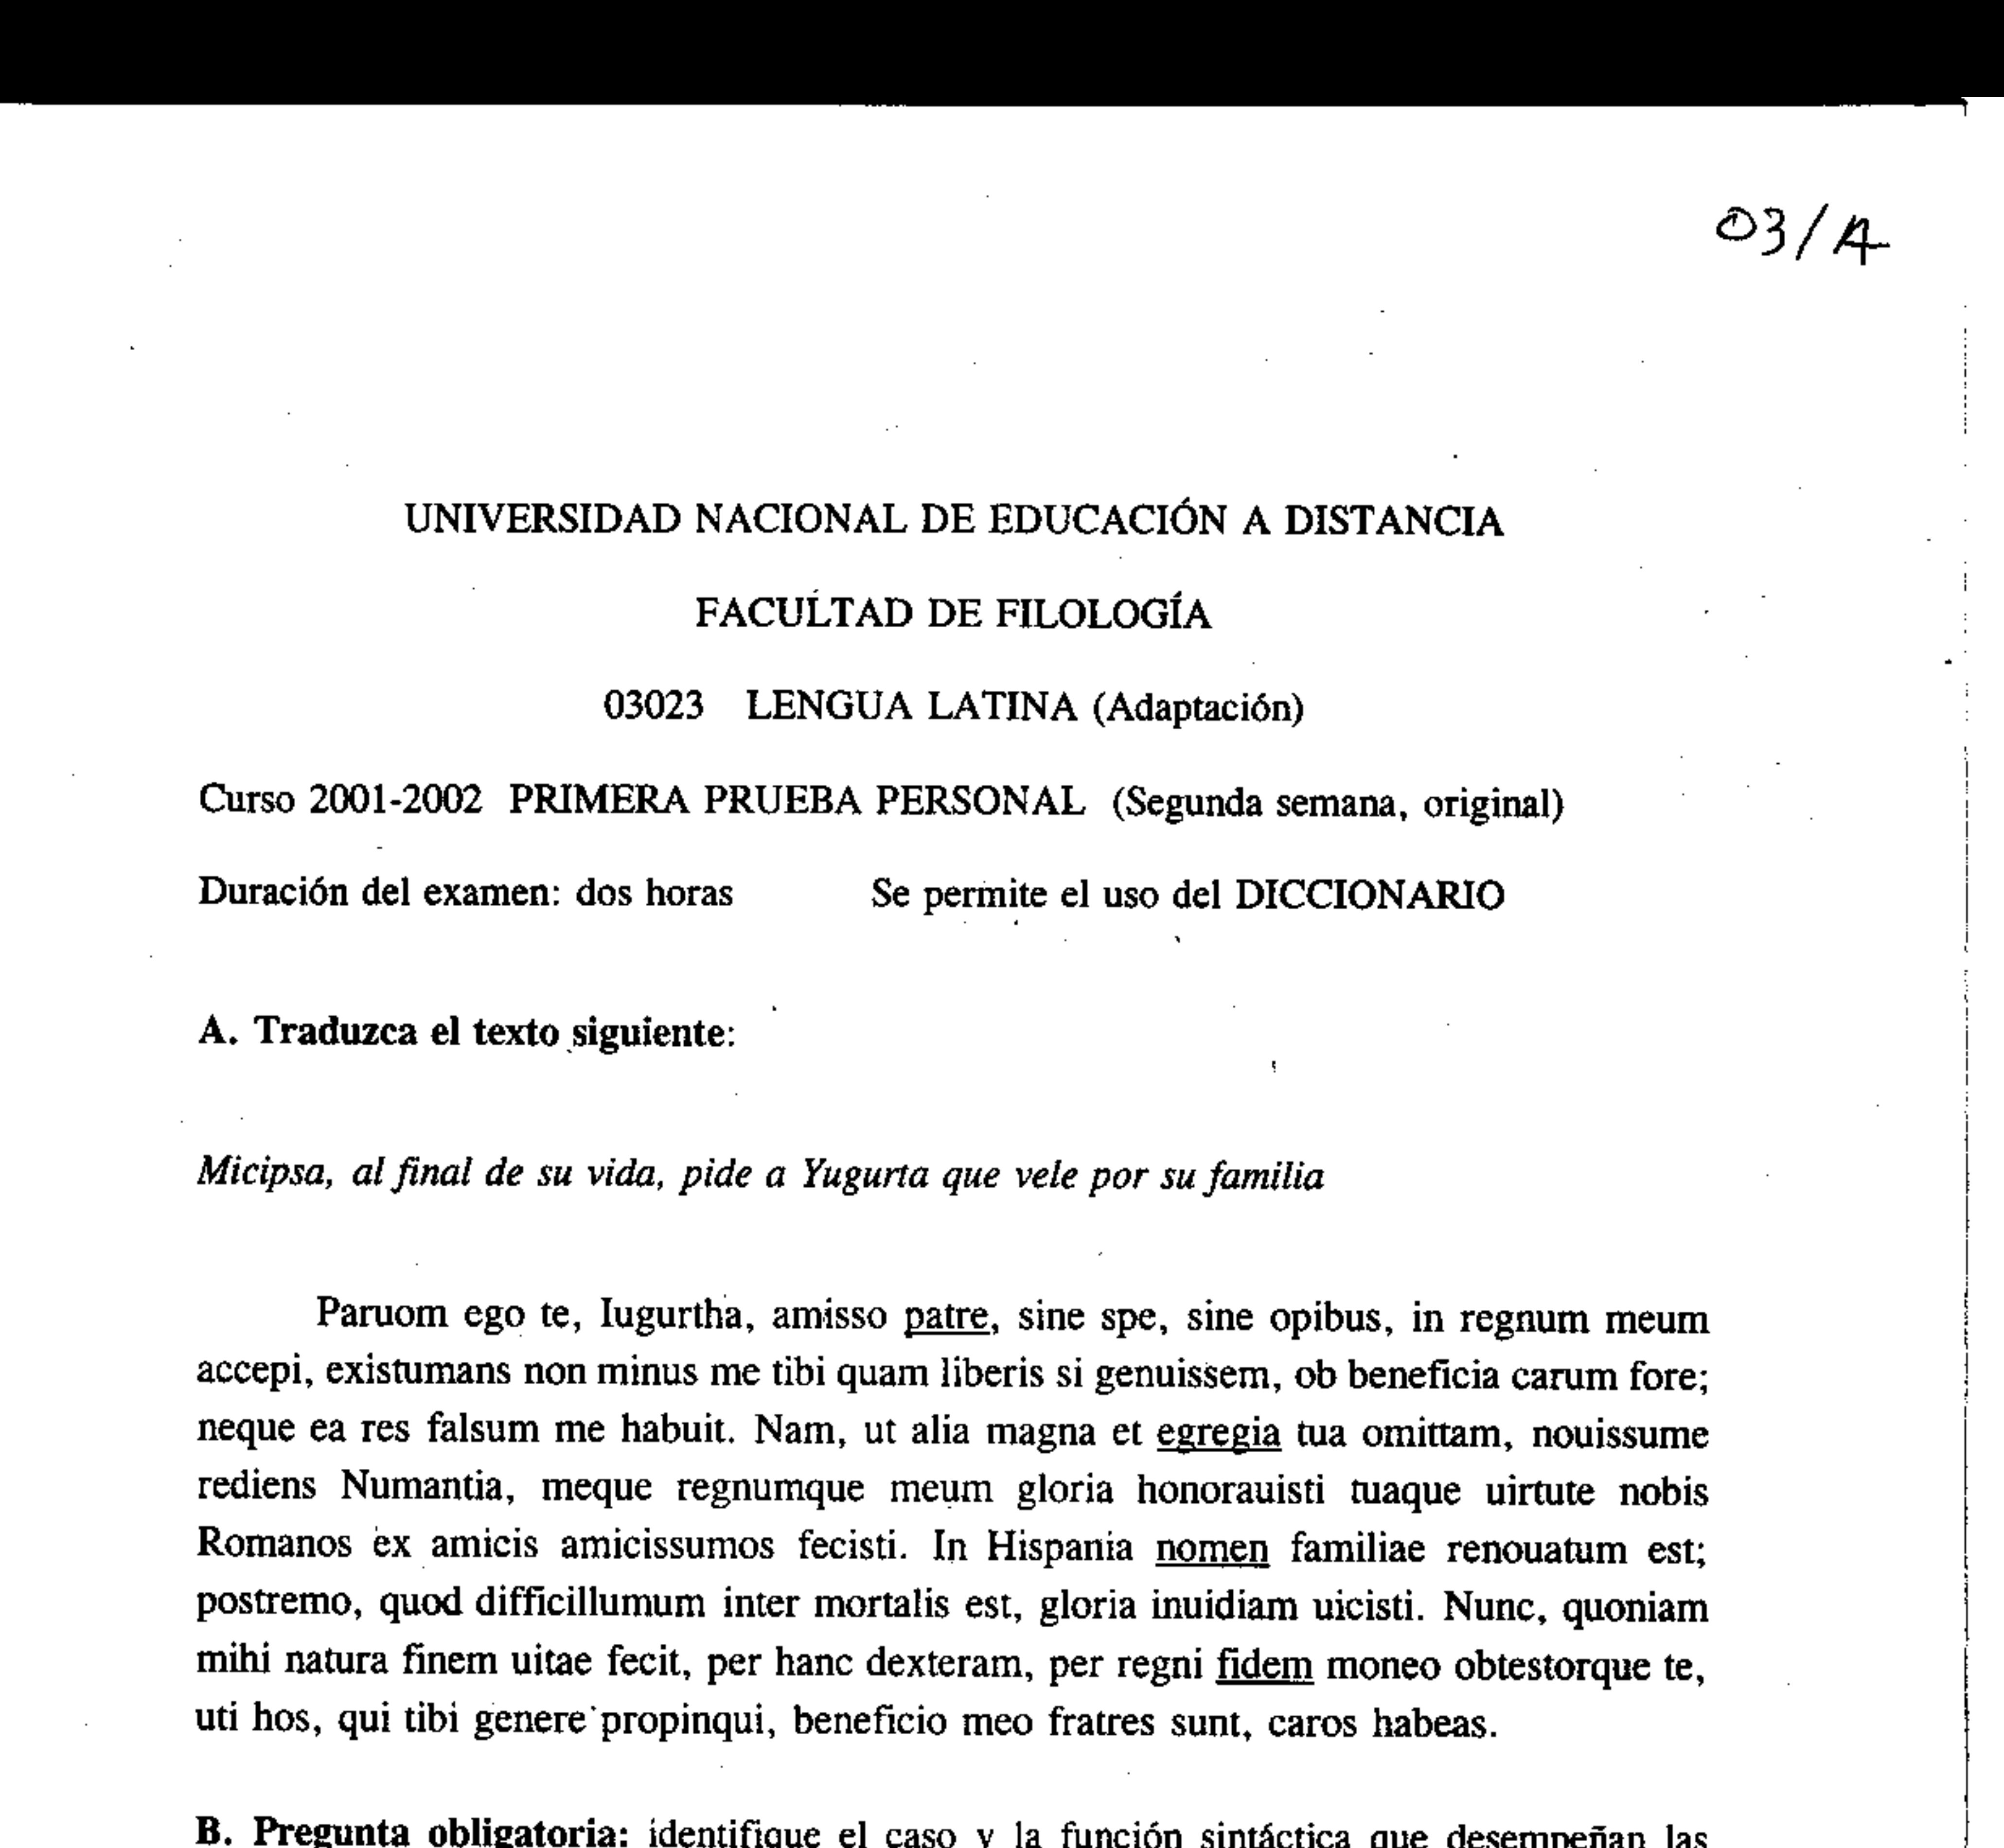 03/A
UNIVERSIDAD NACIONAL DE EDUCACIÓN A DISTANCIA
FACULTAD DE FILOLOGÍA
03023 LENGUA LATINA (Adaptación)
Curso 2001-2002 PRIMERA PRUEBA PERSONAL (Segunda semana, original)
Duración del examen: dos horas Se permite el uso del DICCIONARIO
A. Traduzca el texto siguiente:
Micipsa, al final de su vida, pide a Yugurta que vele por su familia
Paruom ego te, Iugurtha, amisso patre, sine spe, sine opibus, in regnum meum
accepi, existumans non minus me tibi quam liberis si genuissem, ob beneficia carum fore;
neque ea res falsum me habuit. Nam, ut alia magna et egregia tua omittam, nouissume
rediens Numantia, meque regnumque meum gloria honorauisti tuaque uirtute nobis
Romanos ex amicis amicissumos fecisti. In Hispania nomen familiae renouatum est;
postremo, quod difficillumum inter mortalis est, gloria inuidiam uicisti. Nunc, quoniam
mihi natura finem uitae fecit, per hanc dexteram, per regni fidem moneo obtestorque te,
uti hos, qui tibi genere propinqui, beneficio meo fratres sunt, caros habeas.
B. Pregunta obligatoria: identifique el caso y la función sintáctica que desempeñan las